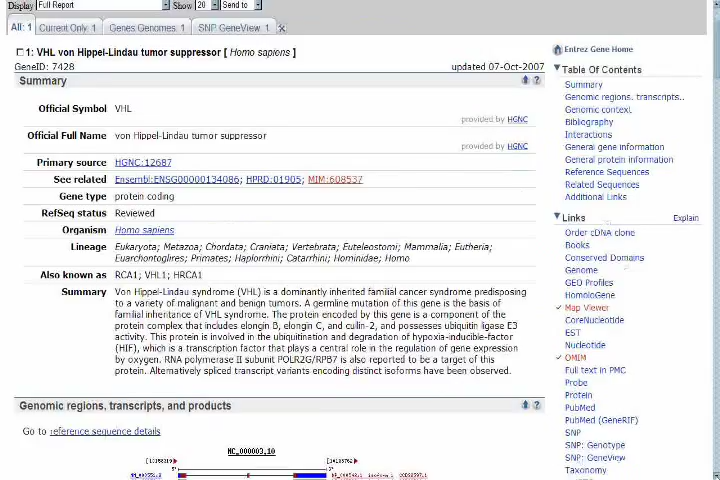 Display Full Report Show 20 Send to
All: 1 Current Only: 1 Genes Genomes: 1 SNP GeneView: 1
1: VHL von Hippel-Lindau tumor suppressor [ Homo sapiens ]
GeneID: 7428 updated 07-Oct-2007
Summary
Official Symbol VHL
provided by HGNC
Official Full Name von Hippel-Lindau tumor suppressor
provided by HGNC
Primary source HGNC:12687
See related Ensembl:ENSG00000134086; HPRD:01905; MIM:608537
Gene type protein coding
RefSeq status Reviewed
Organism Homo sapiens
Lineage Eukaryota; Metazoa; Chordata; Craniata; Vertebrata; Euteleostomi; Mammalia; Eutheria;
Euarchontoglires; Primates; Haplorrhini; Catarrhini; Hominidae; Homo
Also known as RCA1; VHL1; HRCA1
Summary Von Hippel-Lindau syndrome (VHL) is a dominantly inherited familial cancer syndrome predisposing
to a variety of malignant and benign tumors. A germline mutation of this gene is the basis of
familial inheritance of VHL syndrome. The protein encoded by this gene is a component of the
protein complex that includes elongin B, elongin C, and cullin-2, and possesses ubiquitin ligase E3
activity. This protein is involved in the ubiquitination and degradation of hypoxia-inducible-factor
(HIF), which is a transcription factor that plays a central role in the regulation of gene expression
by oxygen. RNA polymerase II subunit POLR2G/RPB7 is also reported to be a target of this
protein. Alternatively spliced transcript variants encoding distinct isoforms have been observed.
Genomic regions, transcripts, and products
Go to reference sequence details
NC_000003.10
Entrez Gene Home
Table Of Contents
Summary
Genomic regions, transcripts..
Genomic context
Bibliography
Interactions
General gene information
General protein information
Reference Sequences
Related Sequences
Additional Links
Links Explain
Order cDNA clone
Books
Conserved Domains
Genome
GEO Profiles
HomoloGene
Map Viewer
CoreNucleotide
EST
Nucleotide
OMIM
Full text in PMC
Probe
Protein
PubMed
PubMed (GeneRIF)
SNP
SNP: Genotype
SNP: GeneView
Taxonomy